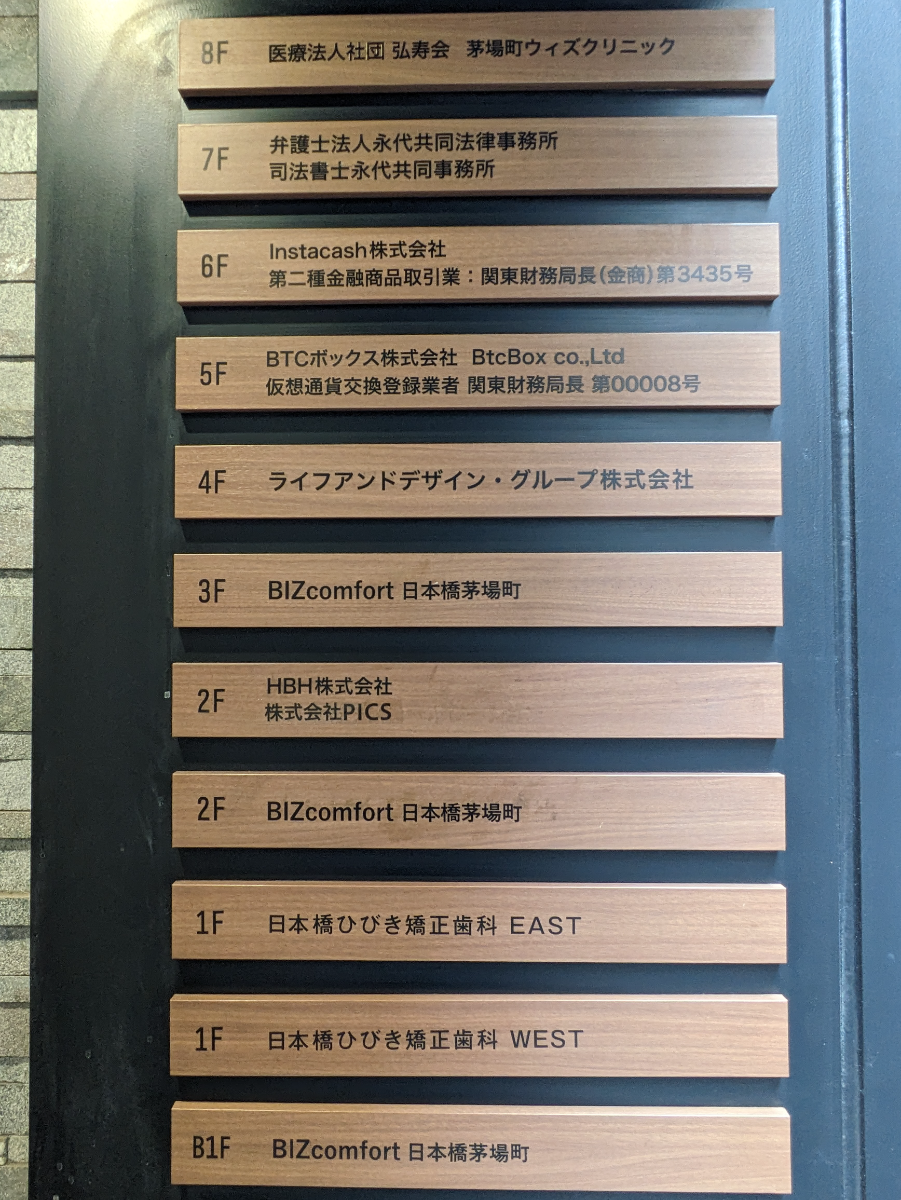 8F 医療法人社団 弘寿会 茅場町ウィズクリニック
7F 弁護士法人永代共同法律事務所
司法書士永代共同事務所
6F Instacash株式会社
第二種金融商品取引業：関東財務局長(金商)第3435号
5F BTCボックス株式会社 BtcBox co.,Ltd
仮想通貨交換登録業者 関東財務局長 第00008号
4F ライフアンドデザイン・グループ株式会社
3F BIZcomfort 日本橋茅場町
2F HBH株式会社
株式会社PICS
2F BIZcomfort 日本橋茅場町
1F 日本橋ひびき矯正歯科 EAST
1F 日本橋ひびき矯正歯科 WEST
B1F BIZcomfort 日本橋茅場町